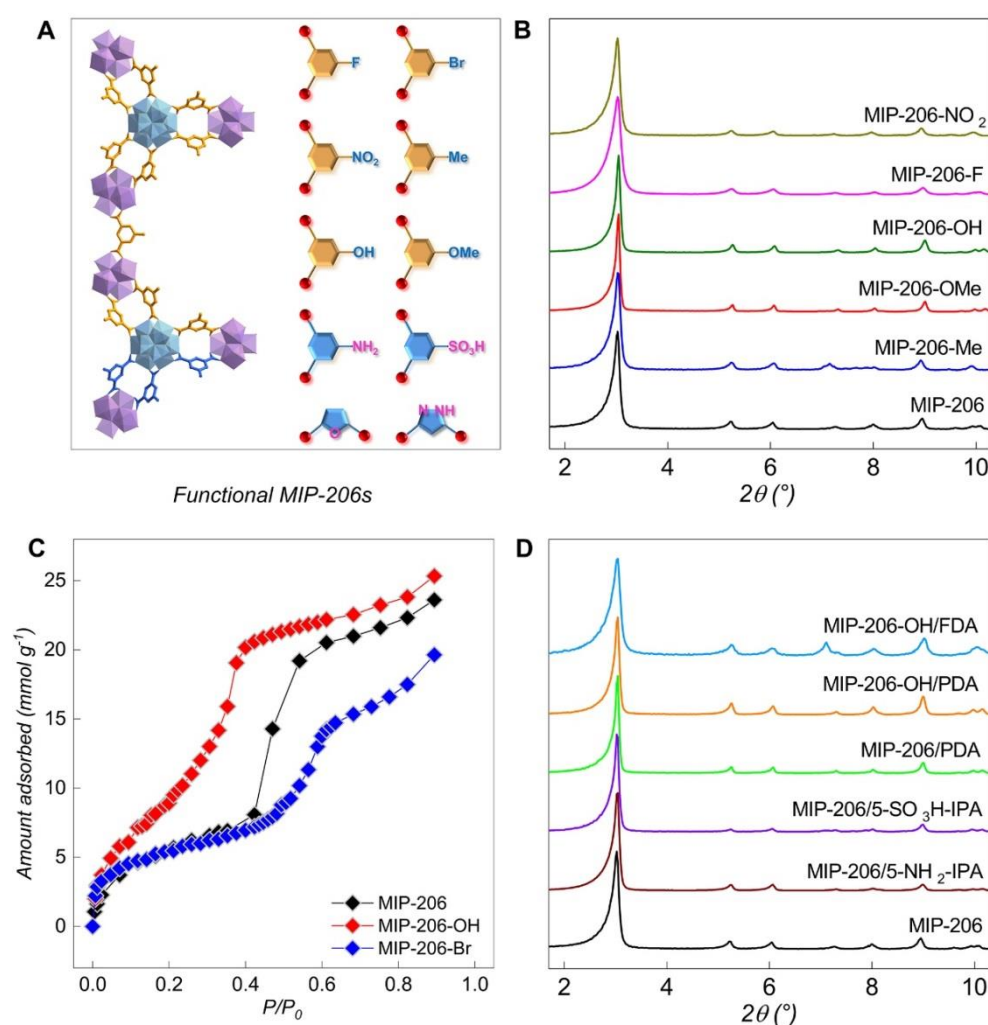 A
F
Br
NO₂
Me
OH
OMe
NH₂
SO₃H
O
N NH
Functional MIP-206s
B
MIP-206-NO₂
MIP-206-F
MIP-206-OH
MIP-206-OMe
MIP-206-Me
MIP-206
2 4 6 8 10
2θ (°)
C
Amount adsorbed (mmol g⁻¹)
25
20
15
10
5
0
MIP-206
MIP-206-OH
MIP-206-Br
0.0 0.2 0.4 0.6 0.8 1.0
P/P₀
D
MIP-206-OH/FDA
MIP-206-OH/PDA
MIP-206/PDA
MIP-206/5-SO₃H-IPA
MIP-206/5-NH₂-IPA
MIP-206
2 4 6 8 10
2θ (°)